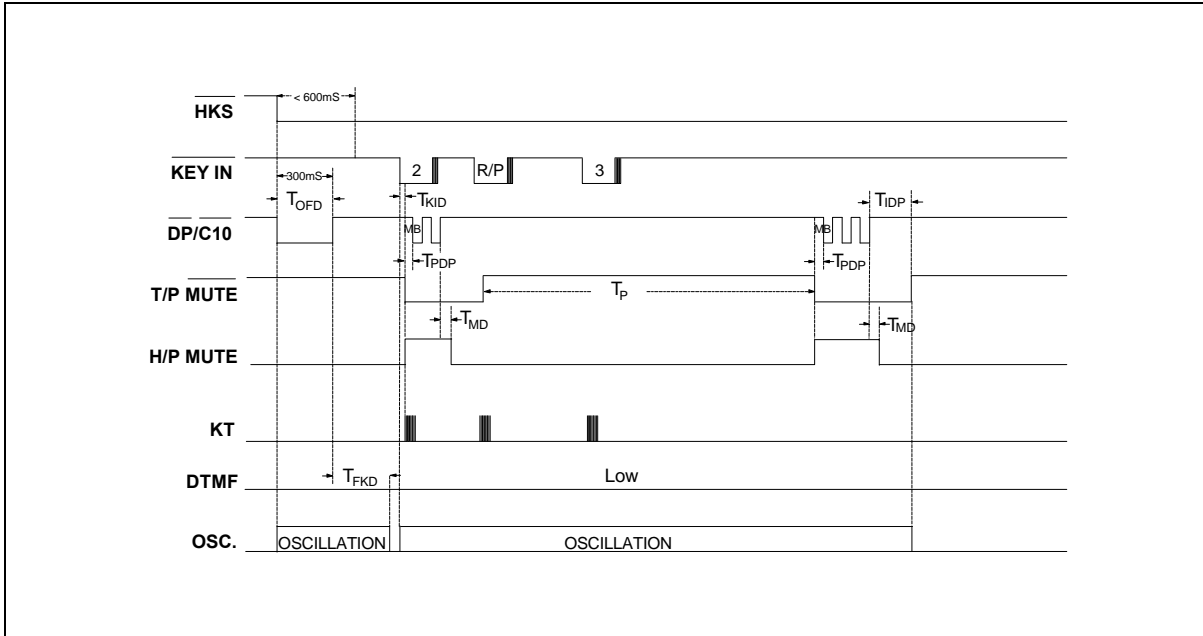 < 600mS
HKS
KEY IN
2
R/P
3
300mS
TOFD
TKID
TIDP
DP/C10
MB
MB
TPDP
TPDP
T/P MUTE
TP
TMD
TMD
H/P MUTE
KT
TFKD
Low
DTMF
OSC.
OSCILLATION
OSCILLATION